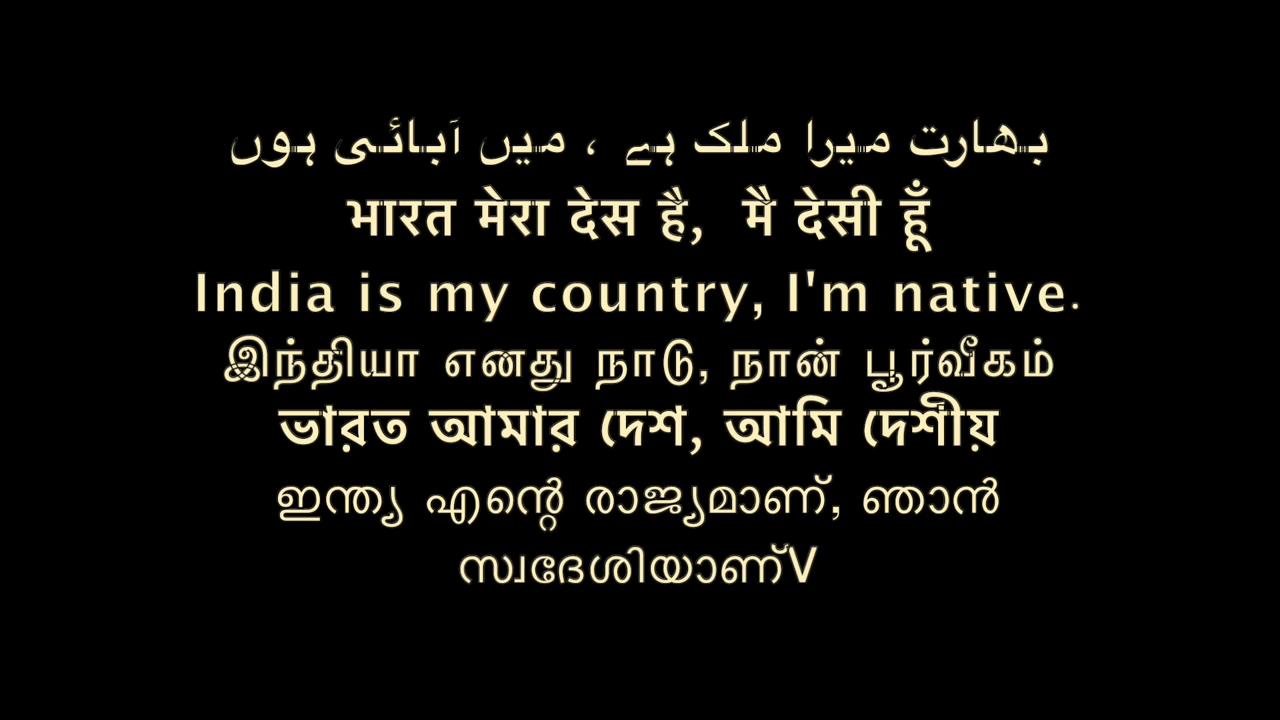 بھارت میرا ملک ہے ، میں آبائی ہوں
भारत मेरा देस है, मै देसी हूँ
India is my country, I'm native.
இந்தியா எனது நாடு, நான் பூர்வீகம்
ভারত আমার দেশ, আমি দেশীয়
ഇന്ത്യ എന്റെ രാജ്യമാണ്, ഞാൻ
സ്വദേശിയാണ്V